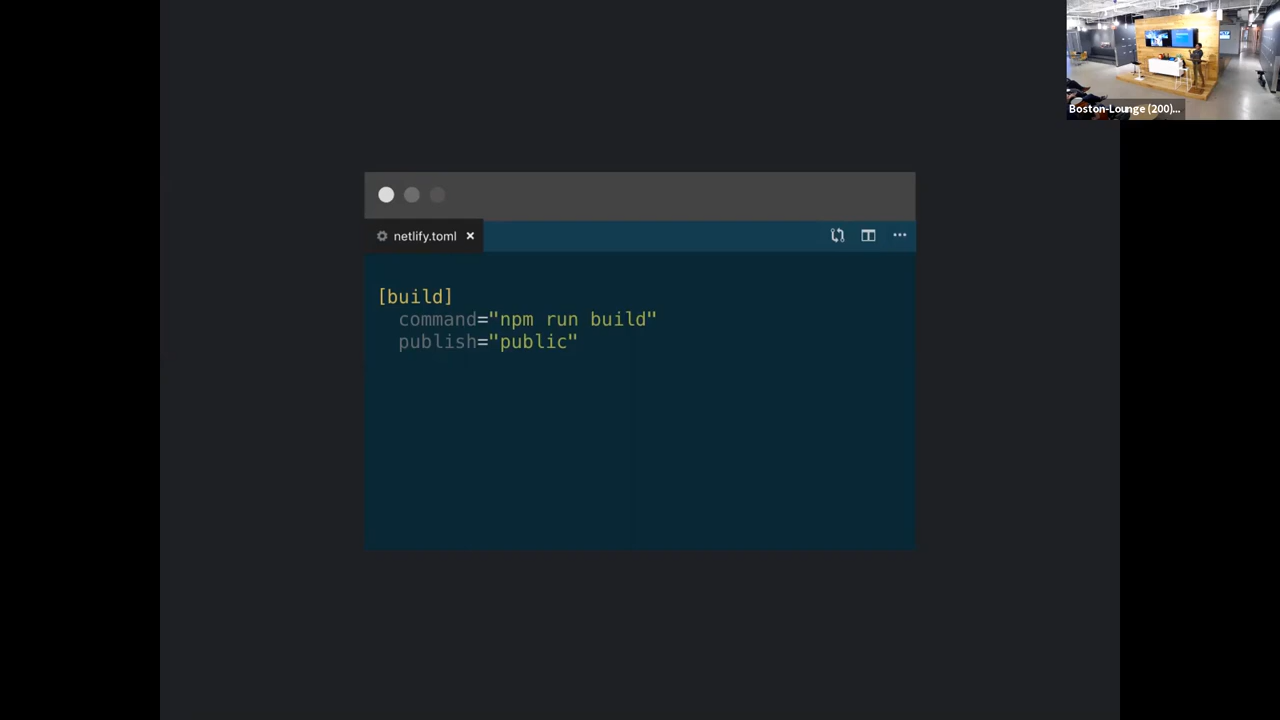 Boston-Lounge (200)...
netlify.toml
[build]
command="npm run build"
publish="public"